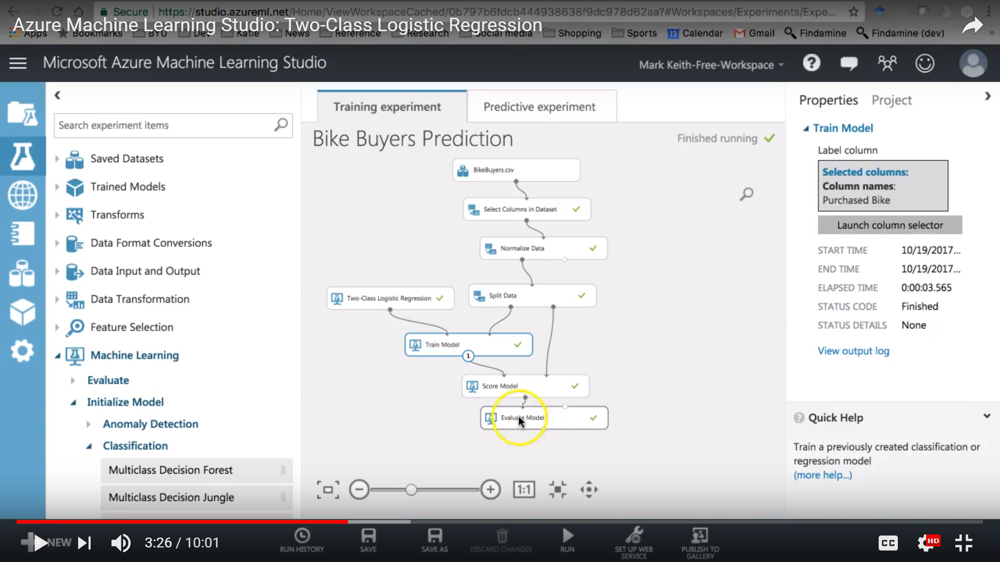 Secure https://studio.azureml.net/Home/ViewWorkspaceCached/0b797b6fdcb444938638f9dc978d62aa?#Workspaces/Experiments/Expe...
Azure Machine Learning Studio: Two-Class Logistic Regression
Apps Bookmarks BYU Dev Katie News Reference Research Social media Shopping Sports 13 Calendar Gmail Findamine Findamine (dev) »
Microsoft Azure Machine Learning Studio
Mark Keith-Free-Workspace
?
Search experiment items
Saved Datasets
Trained Models
Transforms
Data Format Conversions
Data Input and Output
Data Transformation
Feature Selection
Machine Learning
Evaluate
Initialize Model
Anomaly Detection
Classification
Multiclass Decision Forest
Multiclass Decision Jungle
Training experiment
Predictive experiment
Bike Buyers Prediction
Finished running
BikeBuyers.csv
Select Columns in Dataset
Normalize Data
Two-Class Logistic Regression
Split Data
Train Model
1
Score Model
Evaluate Model
1:1
Properties Project
Train Model
Label column
Selected columns:
Column names:
Purchased Bike
Launch column selector
START TIME 10/19/2017...
END TIME 10/19/2017...
ELAPSED TIME 0:00:03.565
STATUS CODE Finished
STATUS DETAILS None
View output log
? Quick Help
Train a previously created classification or
regression model
(more help...)
NEW
3:26 / 10:01
RUN HISTORY
SAVE
SAVE AS
DISCARD CHANGES
RUN
SET UP WEB
SERVICE
PUBLISH TO
GALLERY
CC
HD